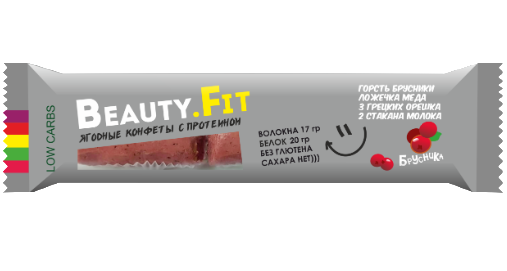 LOW CARBS
BEAUTY.FIT
ЯГОДНЫЕ КОНФЕТЫ С ПРОТЕИНОМ
ВОЛОКНА 17 гр
БЕЛОК 20 гр
БЕЗ ГЛЮТЕНА
САХАРА НЕТ)))
ГОРСТЬ БРУСНИКИ
ЛОЖЕЧКА МЕДА
3 ГРЕЦКИХ ОРЕШКА
2 СТАКАНА МОЛОКА
БРУСНИКА